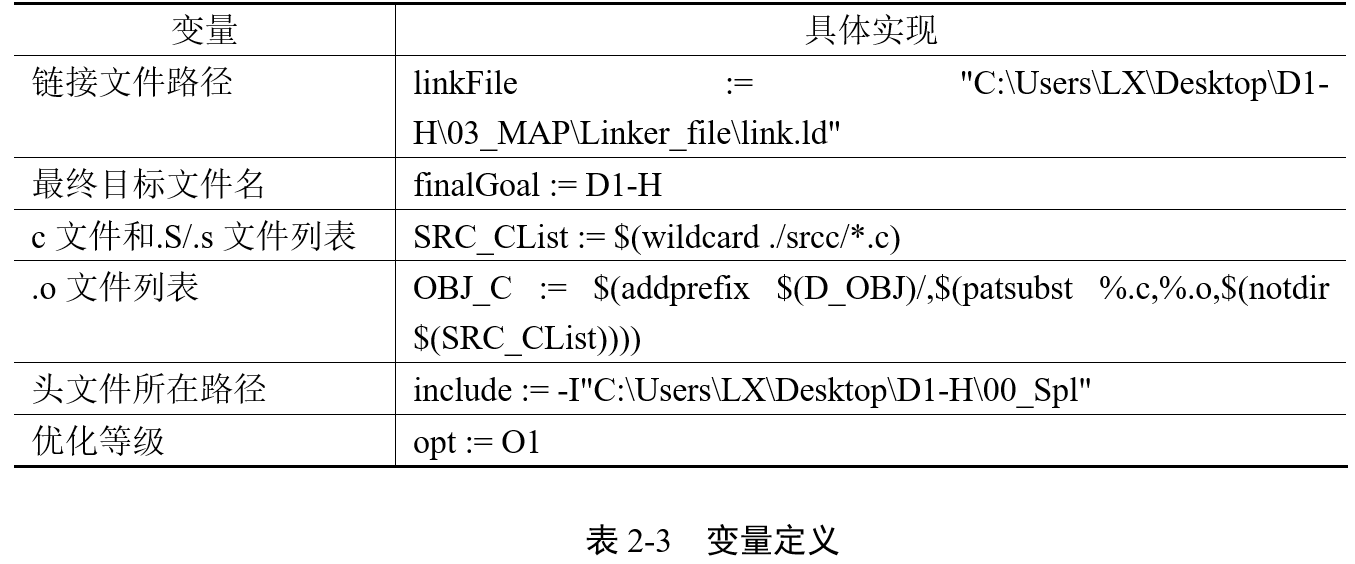 变量 具体实现
链接文件路径 linkFile := "C:\Users\LX\Desktop\D1-
H\03_MAP\Linker_file\link.ld"
最终目标文件名 finalGoal := D1-H
c 文件和.S/.s 文件列表 SRC_CList := $(wildcard ./srcc/*.c)
.o 文件列表 OBJ_C := $(addprefix $(D_OBJ)/,$(patsubst %.c,%.o,$(notdir
$(SRC_CList))))
头文件所在路径 include := -I"C:\Users\LX\Desktop\D1-H\00_Spl"
优化等级 opt := O1
表 2-3 变量定义